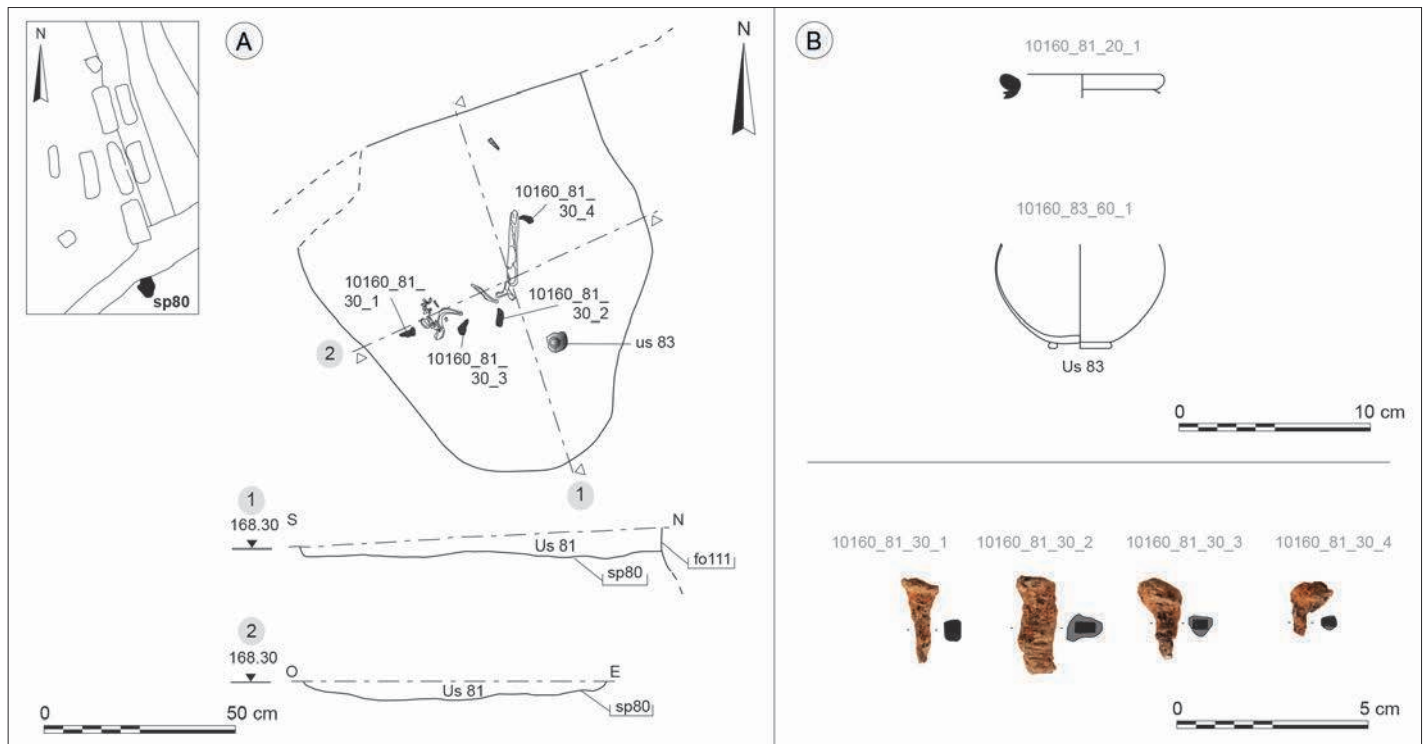 N
sp80
A
N
10160_81_
30_4
10160_81_
30_1
10160_81_
30_2
us 83
10160_81_
30_3
2
1
1
168.30
S
N
Us 81
sp80
fo111
2
168.30
O
E
Us 81
sp80
0
50 cm
B
10160_81_20_1
10160_83_60_1
Us 83
0
10 cm
10160_81_30_1
10160_81_30_2
10160_81_30_3
10160_81_30_4
0
5 cm